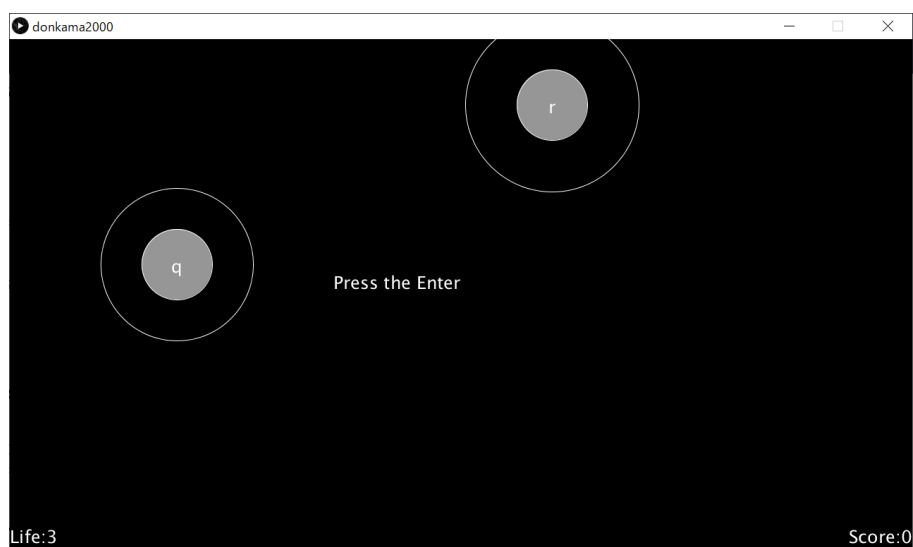 donkama2000
r
q
Press the Enter
Life:3
Score:0